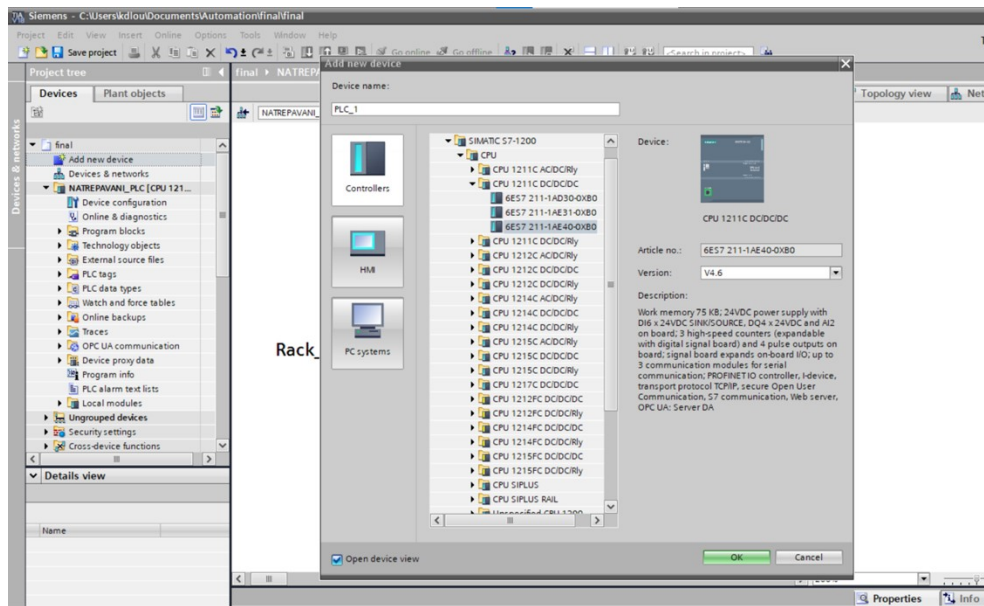 Siemens - C:\Users\kdlou\Documents\Automation\final\final
Project Edit View Insert Online Options Tools Window Help
Save project
Go online Go offline
<Search in project>
Project tree
final ▸ NATREPA
Devices Plant objects
Topology view
Net
NATREPAVANI_
Devices & networks
final
Add new device
Devices & networks
NATREPAVANI_PLC [CPU 121...
Device configuration
Online & diagnostics
Program blocks
Technology objects
External source files
PLC tags
PLC data types
Watch and force tables
Online backups
Traces
OPC UA communication
Device proxy data
Program info
PLC alarm text lists
Local modules
Ungrouped devices
Security settings
Cross-device functions
Details view
Name
Rack_
Add new device
Device name:
PLC_1
Controllers
HMI
PC systems
SIMATIC S7-1200
CPU
CPU 1211C AC/DC/Rly
CPU 1211C DC/DC/DC
6ES7 211-1AD30-0XB0
6ES7 211-1AE31-0XB0
6ES7 211-1AE40-0XB0
CPU 1211C DC/DC/Rly
CPU 1212C AC/DC/Rly
CPU 1212C DC/DC/DC
CPU 1212C DC/DC/Rly
CPU 1214C AC/DC/Rly
CPU 1214C DC/DC/DC
CPU 1214C DC/DC/Rly
CPU 1215C AC/DC/Rly
CPU 1215C DC/DC/DC
CPU 1215C DC/DC/Rly
CPU 1217C DC/DC/DC
CPU 1212FC DC/DC/DC
CPU 1212FC DC/DC/Rly
CPU 1214FC DC/DC/DC
CPU 1214FC DC/DC/Rly
CPU 1215FC DC/DC/DC
CPU 1215FC DC/DC/Rly
CPU SIPLUS
CPU SIPLUS RAIL
Unspecified CPU 1200
Device:
CPU 1211C DC/DC/DC
Article no.: 6ES7 211-1AE40-0XB0
Version: V4.6
Description:
Work memory 75 KB; 24VDC power supply with
DI6 x 24VDC SINK/SOURCE, DQ4 x 24VDC and AI2
on board; 3 high-speed counters (expandable
with digital signal board) and 4 pulse outputs on
board; signal board expands on-board I/O; up to
3 communication modules for serial
communication; PROFINET IO controller, I-device,
transport protocol TCP/IP, secure Open User
Communication, S7 communication, Web server,
OPC UA: Server DA
Open device view
OK Cancel
Properties Info